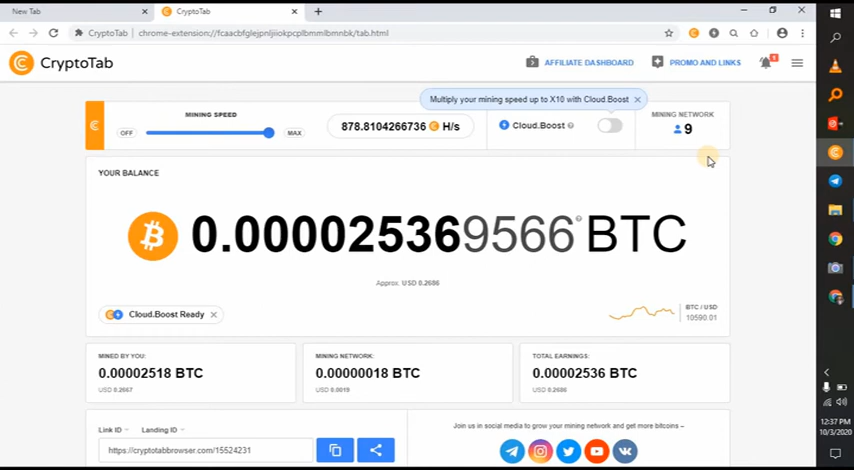 New Tab
CryptoTab
CryptoTab | chrome-extension://fcaacbfglejpnljiiokpcplbmmlbmnbk/tab.html
CryptoTab
AFFILIATE DASHBOARD
PROMO AND LINKS
Multiply your mining speed up to X10 with Cloud.Boost
MINING SPEED
OFF
MAX
878.8104266736 H/s
Cloud.Boost
MINING NETWORK
9
YOUR BALANCE
0.000025369566 BTC
Approx. USD 0.2686
Cloud.Boost Ready
BTC / USD
10590.01
MINED BY YOU:
0.00002518 BTC
USD 0.2667
MINING NETWORK:
0.00000018 BTC
USD 0.0019
TOTAL EARNINGS:
0.00002536 BTC
USD 0.2686
Link ID
Landing ID
https://cryptotabbrowser.com/15524231
Join us in social media to grow your mining network and get more bitcoins –
12:37 PM
10/3/2020